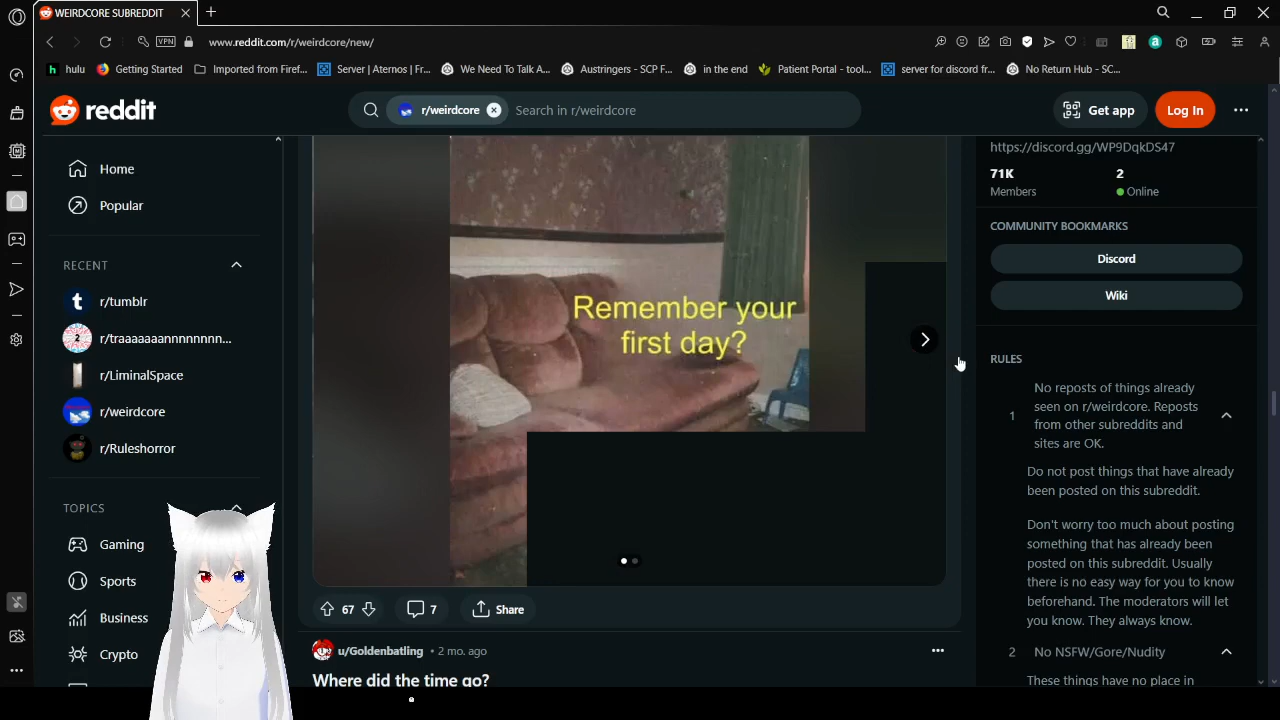 WEIRDCORE SUBREDDIT
www.reddit.com/r/weirdcore/new/
VPN
hulu
Getting Started
Imported from Firef...
Server | Aternos | Fr...
We Need To Talk A...
Austringers - SCP F...
in the end
Patient Portal - tool...
server for discord fr...
No Return Hub - SC...
reddit
r/weirdcore
Search in r/weirdcore
Get app
Log In
Home
Popular
RECENT
r/tumblr
r/traaaaaaannnnnnnn...
r/LiminalSpace
r/weirdcore
r/Ruleshorror
TOPICS
Gaming
Sports
Business
Crypto
Remember your
first day?
67
7
Share
u/Goldenbatling • 2 mo. ago
Where did the time go?
https://discord.gg/WP9DqkDS47
71K
Members
2
Online
COMMUNITY BOOKMARKS
Discord
Wiki
RULES
1
No reposts of things already
seen on r/weirdcore. Reposts
from other subreddits and
sites are OK.
Do not post things that have already
been posted on this subreddit.
Don't worry too much about posting
something that has already been
posted on this subreddit. Usually
there is no easy way for you to know
beforehand. The moderators will let
you know. They always know.
2
No NSFW/Gore/Nudity
These things have no place in